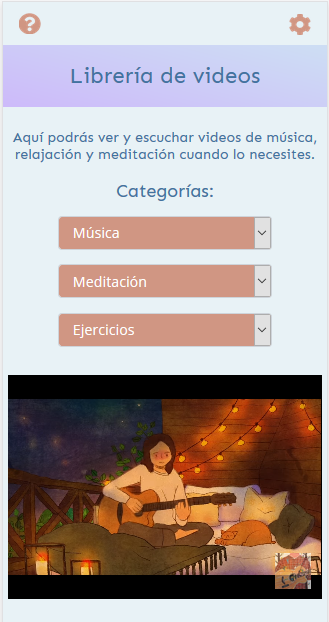 Librería de videos
Aquí podrás ver y escuchar videos de música,
relajación y meditación cuando lo necesites.
Categorías:
Música
Meditación
Ejercicios